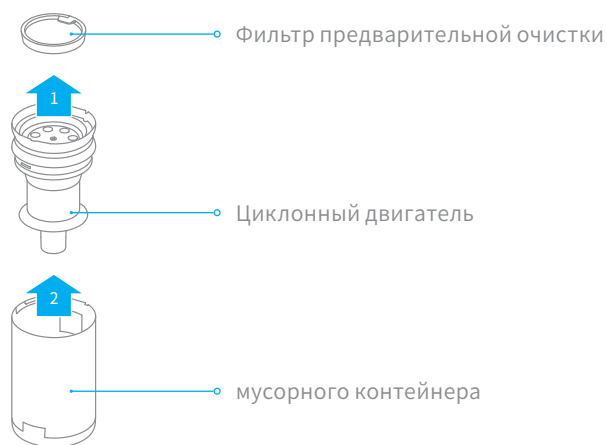 Фильтр предварительной очистки
1
Циклонный двигатель
2
мусорного контейнера